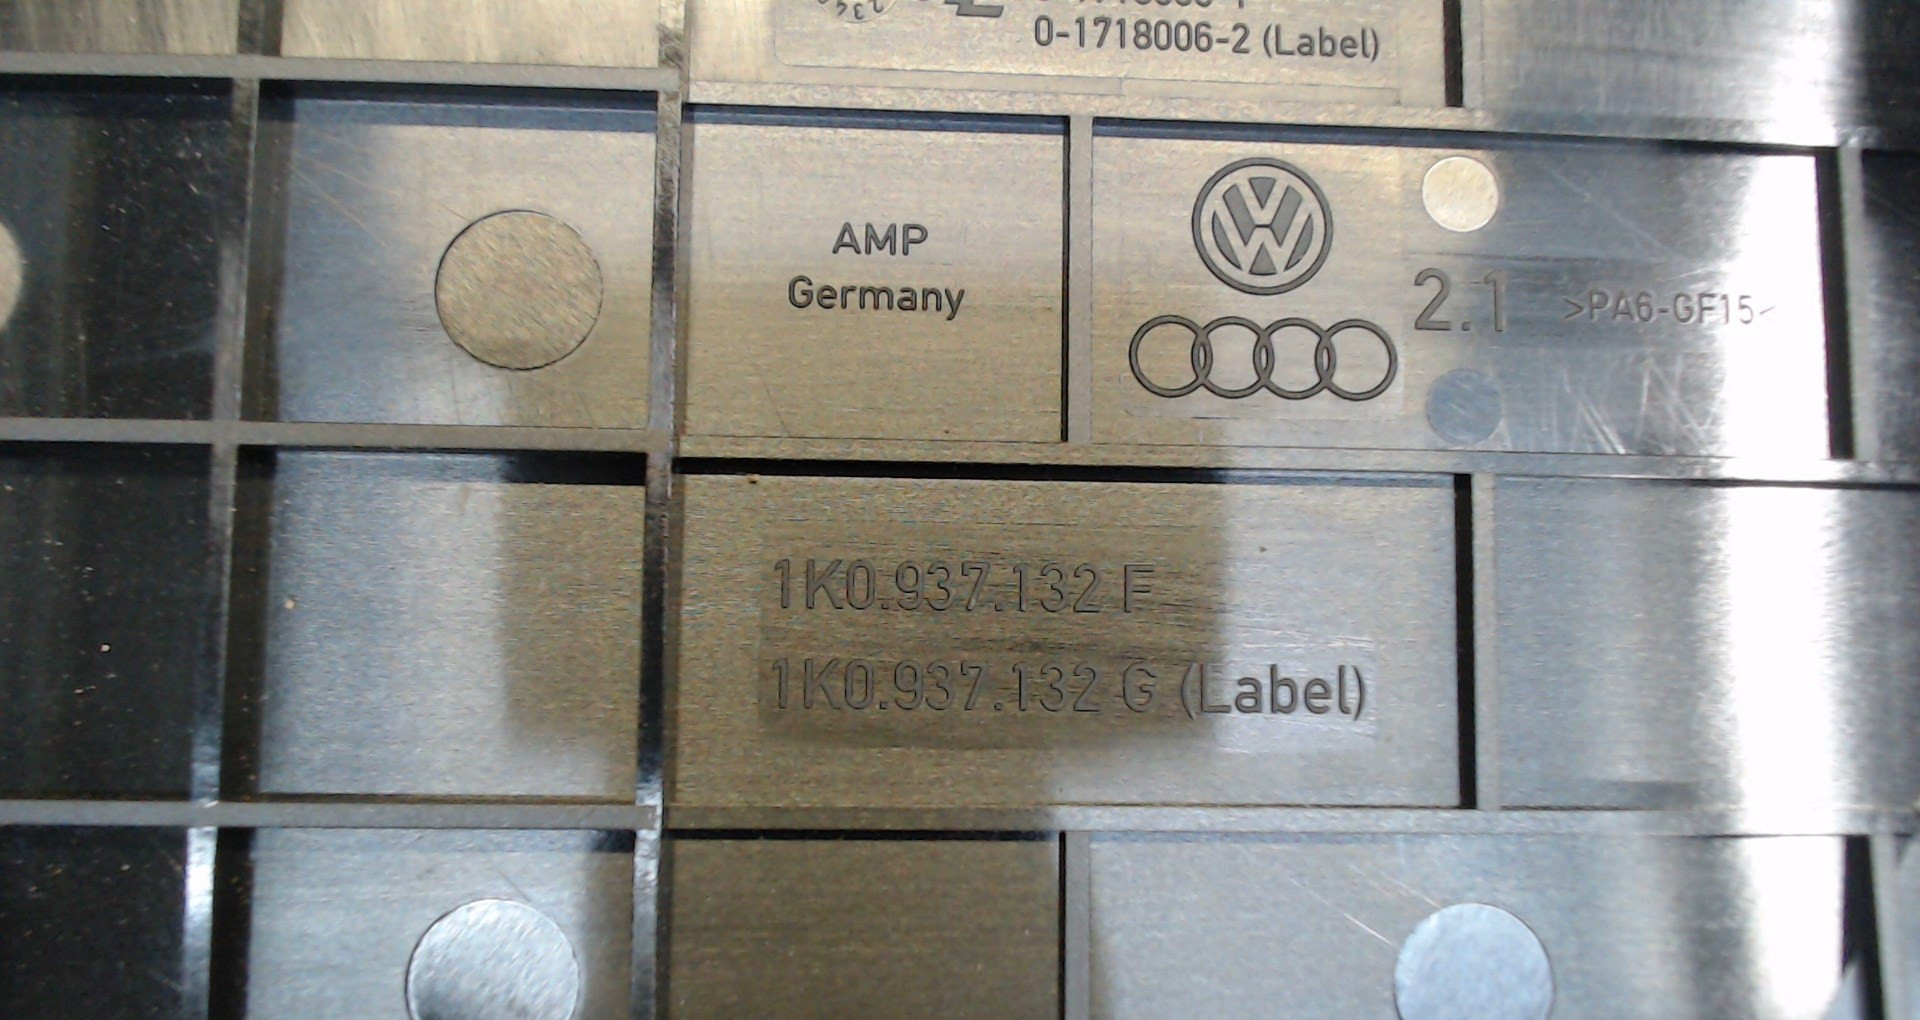 0-1718006-2 (Label)
AMP
Germany
2.1
>PA6-GF15<
1K0.937.132 F
1K0.937.132 G (Label)